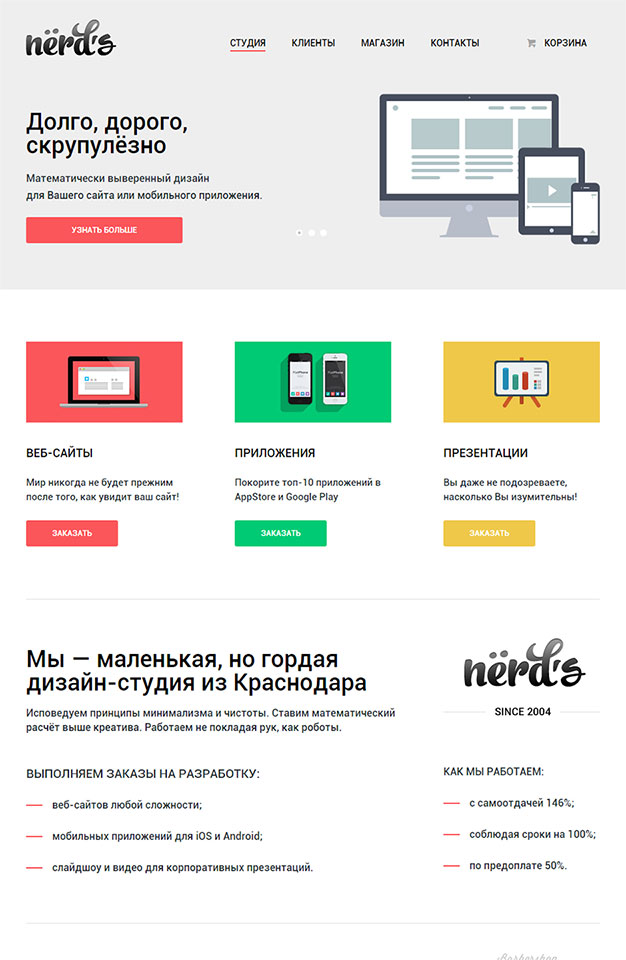 nёrd's
СТУДИЯ КЛИЕНТЫ МАГАЗИН КОНТАКТЫ КОРЗИНА
Долго, дорого,
скрупулёзно
Математически выверенный дизайн
для Вашего сайта или мобильного приложения.
УЗНАТЬ БОЛЬШЕ
ВЕБ-САЙТЫ
Мир никогда не будет прежним
после того, как увидит ваш сайт!
ЗАКАЗАТЬ
ПРИЛОЖЕНИЯ
Покорите топ-10 приложений в
AppStore и Google Play
ЗАКАЗАТЬ
ПРЕЗЕНТАЦИИ
Вы даже не подозреваете,
насколько Вы изумительны!
ЗАКАЗАТЬ
Мы — маленькая, но гордая
дизайн-студия из Краснодара
Исповедуем принципы минимализма и чистоты. Ставим математический
расчёт выше креатива. Работаем не покладая рук, как роботы.
nёrd's
SINCE 2004
ВЫПОЛНЯЕМ ЗАКАЗЫ НА РАЗРАБОТКУ:
веб-сайтов любой сложности;
мобильных приложений для iOS и Android;
слайдшоу и видео для корпоративных презентаций.
КАК МЫ РАБОТАЕМ:
с самоотдачей 146%;
соблюдая сроки на 100%;
по предоплате 50%.